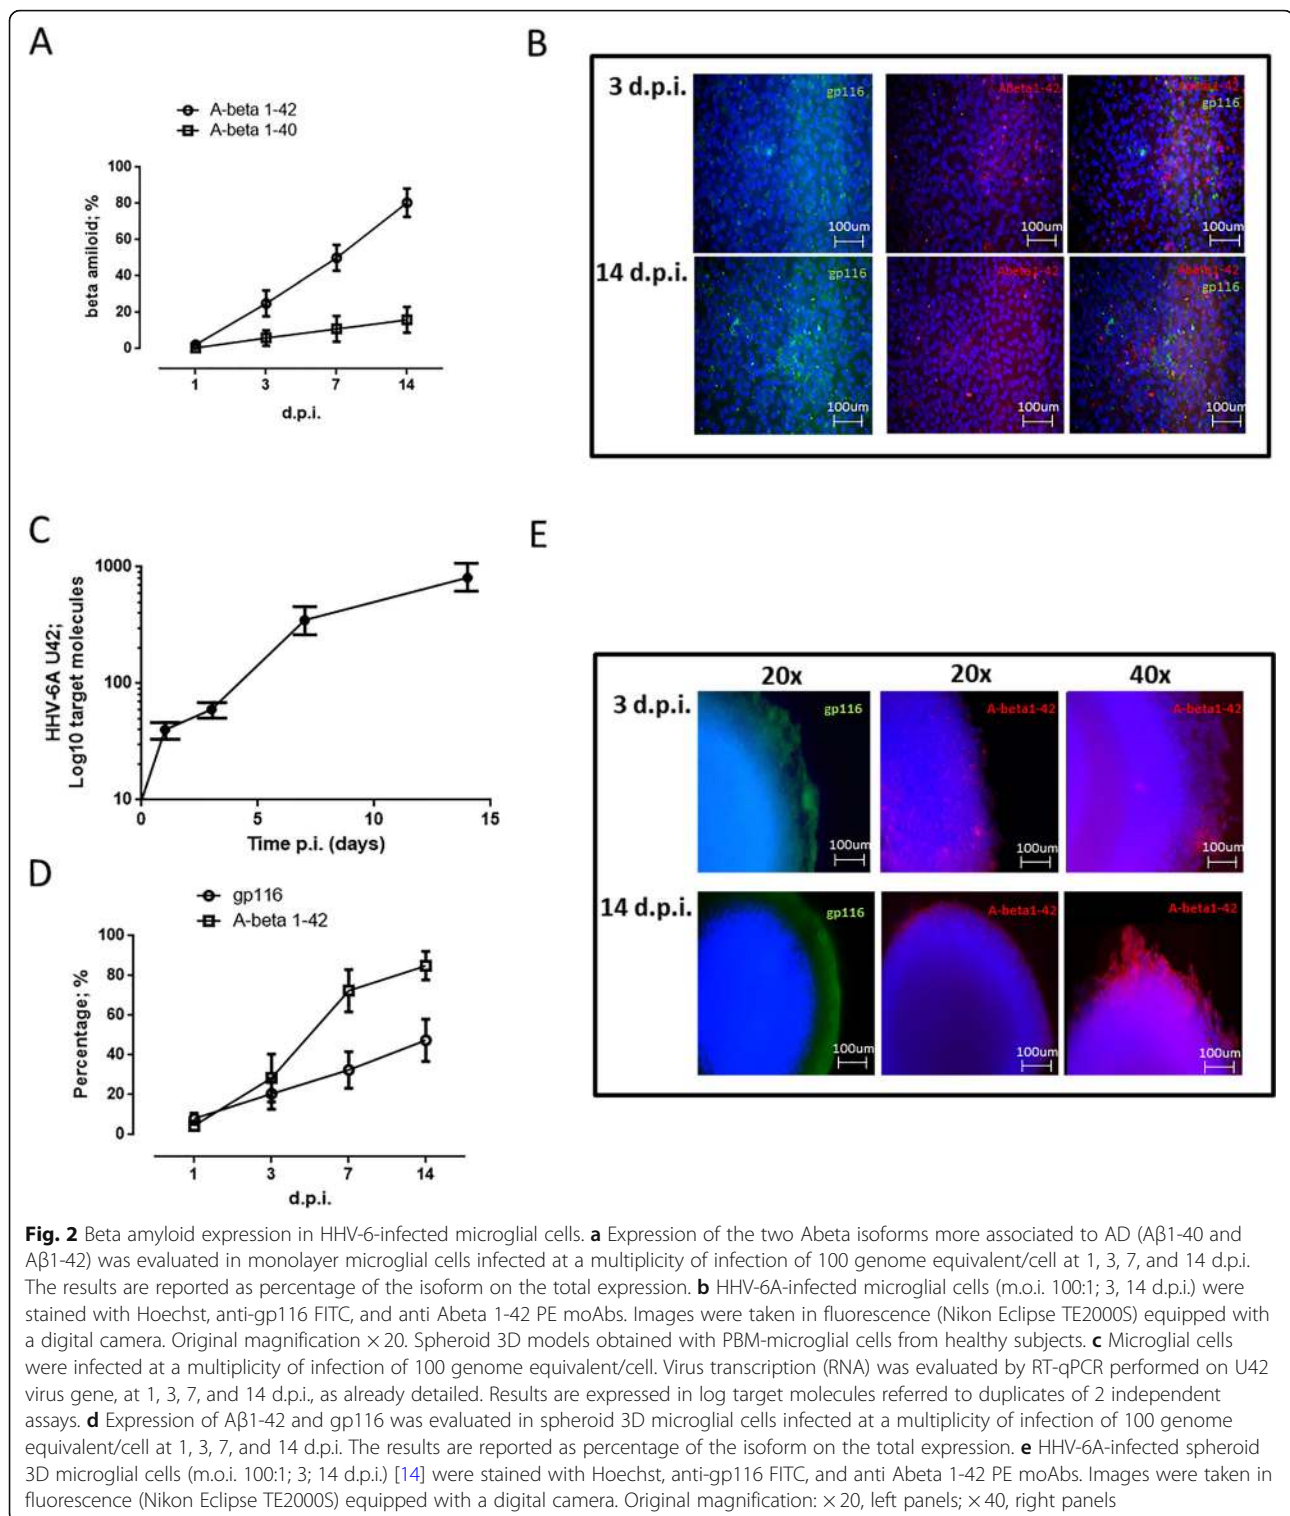 A
A-beta 1-42
A-beta 1-40
100
80
60
40
20
0
beta amiloid; %
1 3 7 14
d.p.i.
B
3 d.p.i.
gp116
Abeta1-42
Abeta1-42
gp116
100um
100um
100um
14 d.p.i.
gp116
Abeta1-42
Abeta1-42
gp116
100um
100um
100um
C
1000
100
10
HHV-6A U42;
Log10 target molecules
0 5 10 15
Time p.i. (days)
D
gp116
A-beta 1-42
100
80
60
40
20
0
Percentage; %
1 3 7 14
d.p.i.
E
20x 20x 40x
3 d.p.i.
gp116
A-beta1-42
A-beta1-42
100um
100um
100um
14 d.p.i.
gp116
A-beta1-42
A-beta1-42
100um
100um
100um
Fig. 2 Beta amyloid expression in HHV-6-infected microglial cells. a Expression of the two Abeta isoforms more associated to AD (Aβ1-40 and
Aβ1-42) was evaluated in monolayer microglial cells infected at a multiplicity of infection of 100 genome equivalent/cell at 1, 3, 7, and 14 d.p.i.
The results are reported as percentage of the isoform on the total expression. b HHV-6A-infected microglial cells (m.o.i. 100:1; 3, 14 d.p.i.) were
stained with Hoechst, anti-gp116 FITC, and anti Abeta 1-42 PE moAbs. Images were taken in fluorescence (Nikon Eclipse TE2000S) equipped with
a digital camera. Original magnification × 20. Spheroid 3D models obtained with PBM-microglial cells from healthy subjects. c Microglial cells
were infected at a multiplicity of infection of 100 genome equivalent/cell. Virus transcription (RNA) was evaluated by RT-qPCR performed on U42
virus gene, at 1, 3, 7, and 14 d.p.i., as already detailed. Results are expressed in log target molecules referred to duplicates of 2 independent
assays. d Expression of Aβ1-42 and gp116 was evaluated in spheroid 3D microglial cells infected at a multiplicity of infection of 100 genome
equivalent/cell at 1, 3, 7, and 14 d.p.i. The results are reported as percentage of the isoform on the total expression. e HHV-6A-infected spheroid
3D microglial cells (m.o.i. 100:1; 3; 14 d.p.i.) [14] were stained with Hoechst, anti-gp116 FITC, and anti Abeta 1-42 PE moAbs. Images were taken in
fluorescence (Nikon Eclipse TE2000S) equipped with a digital camera. Original magnification: × 20, left panels; × 40, right panels